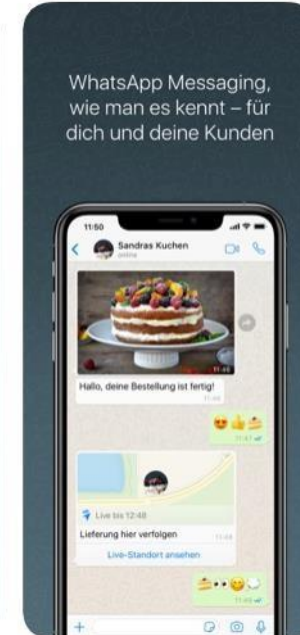 WhatsApp Messaging,
wie man es kennt – für
dich und deine Kunden
11:50
Sandras Kuchen
online
11:46
Hallo, deine Bestellung ist fertig!
11:46
😍👍🍰
11:47
Live bis 12:48
Lieferung hier verfolgen
11:48
Live-Standort ansehen
11:49